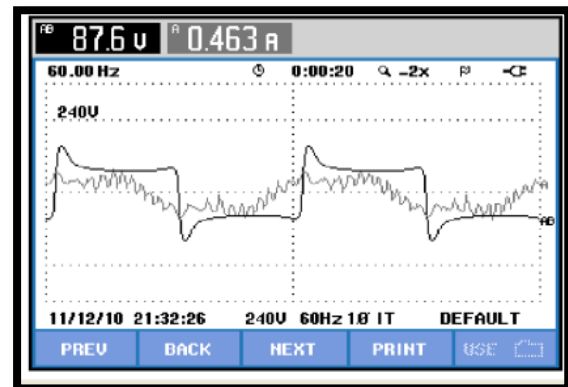 AB 87.6 V A 0.463 A
60.00 Hz 0:00:20 -2x
240V
A
AB
11/12/10 21:32:26 240V 60Hz 1Ø IT DEFAULT
PREV BACK NEXT PRINT USE